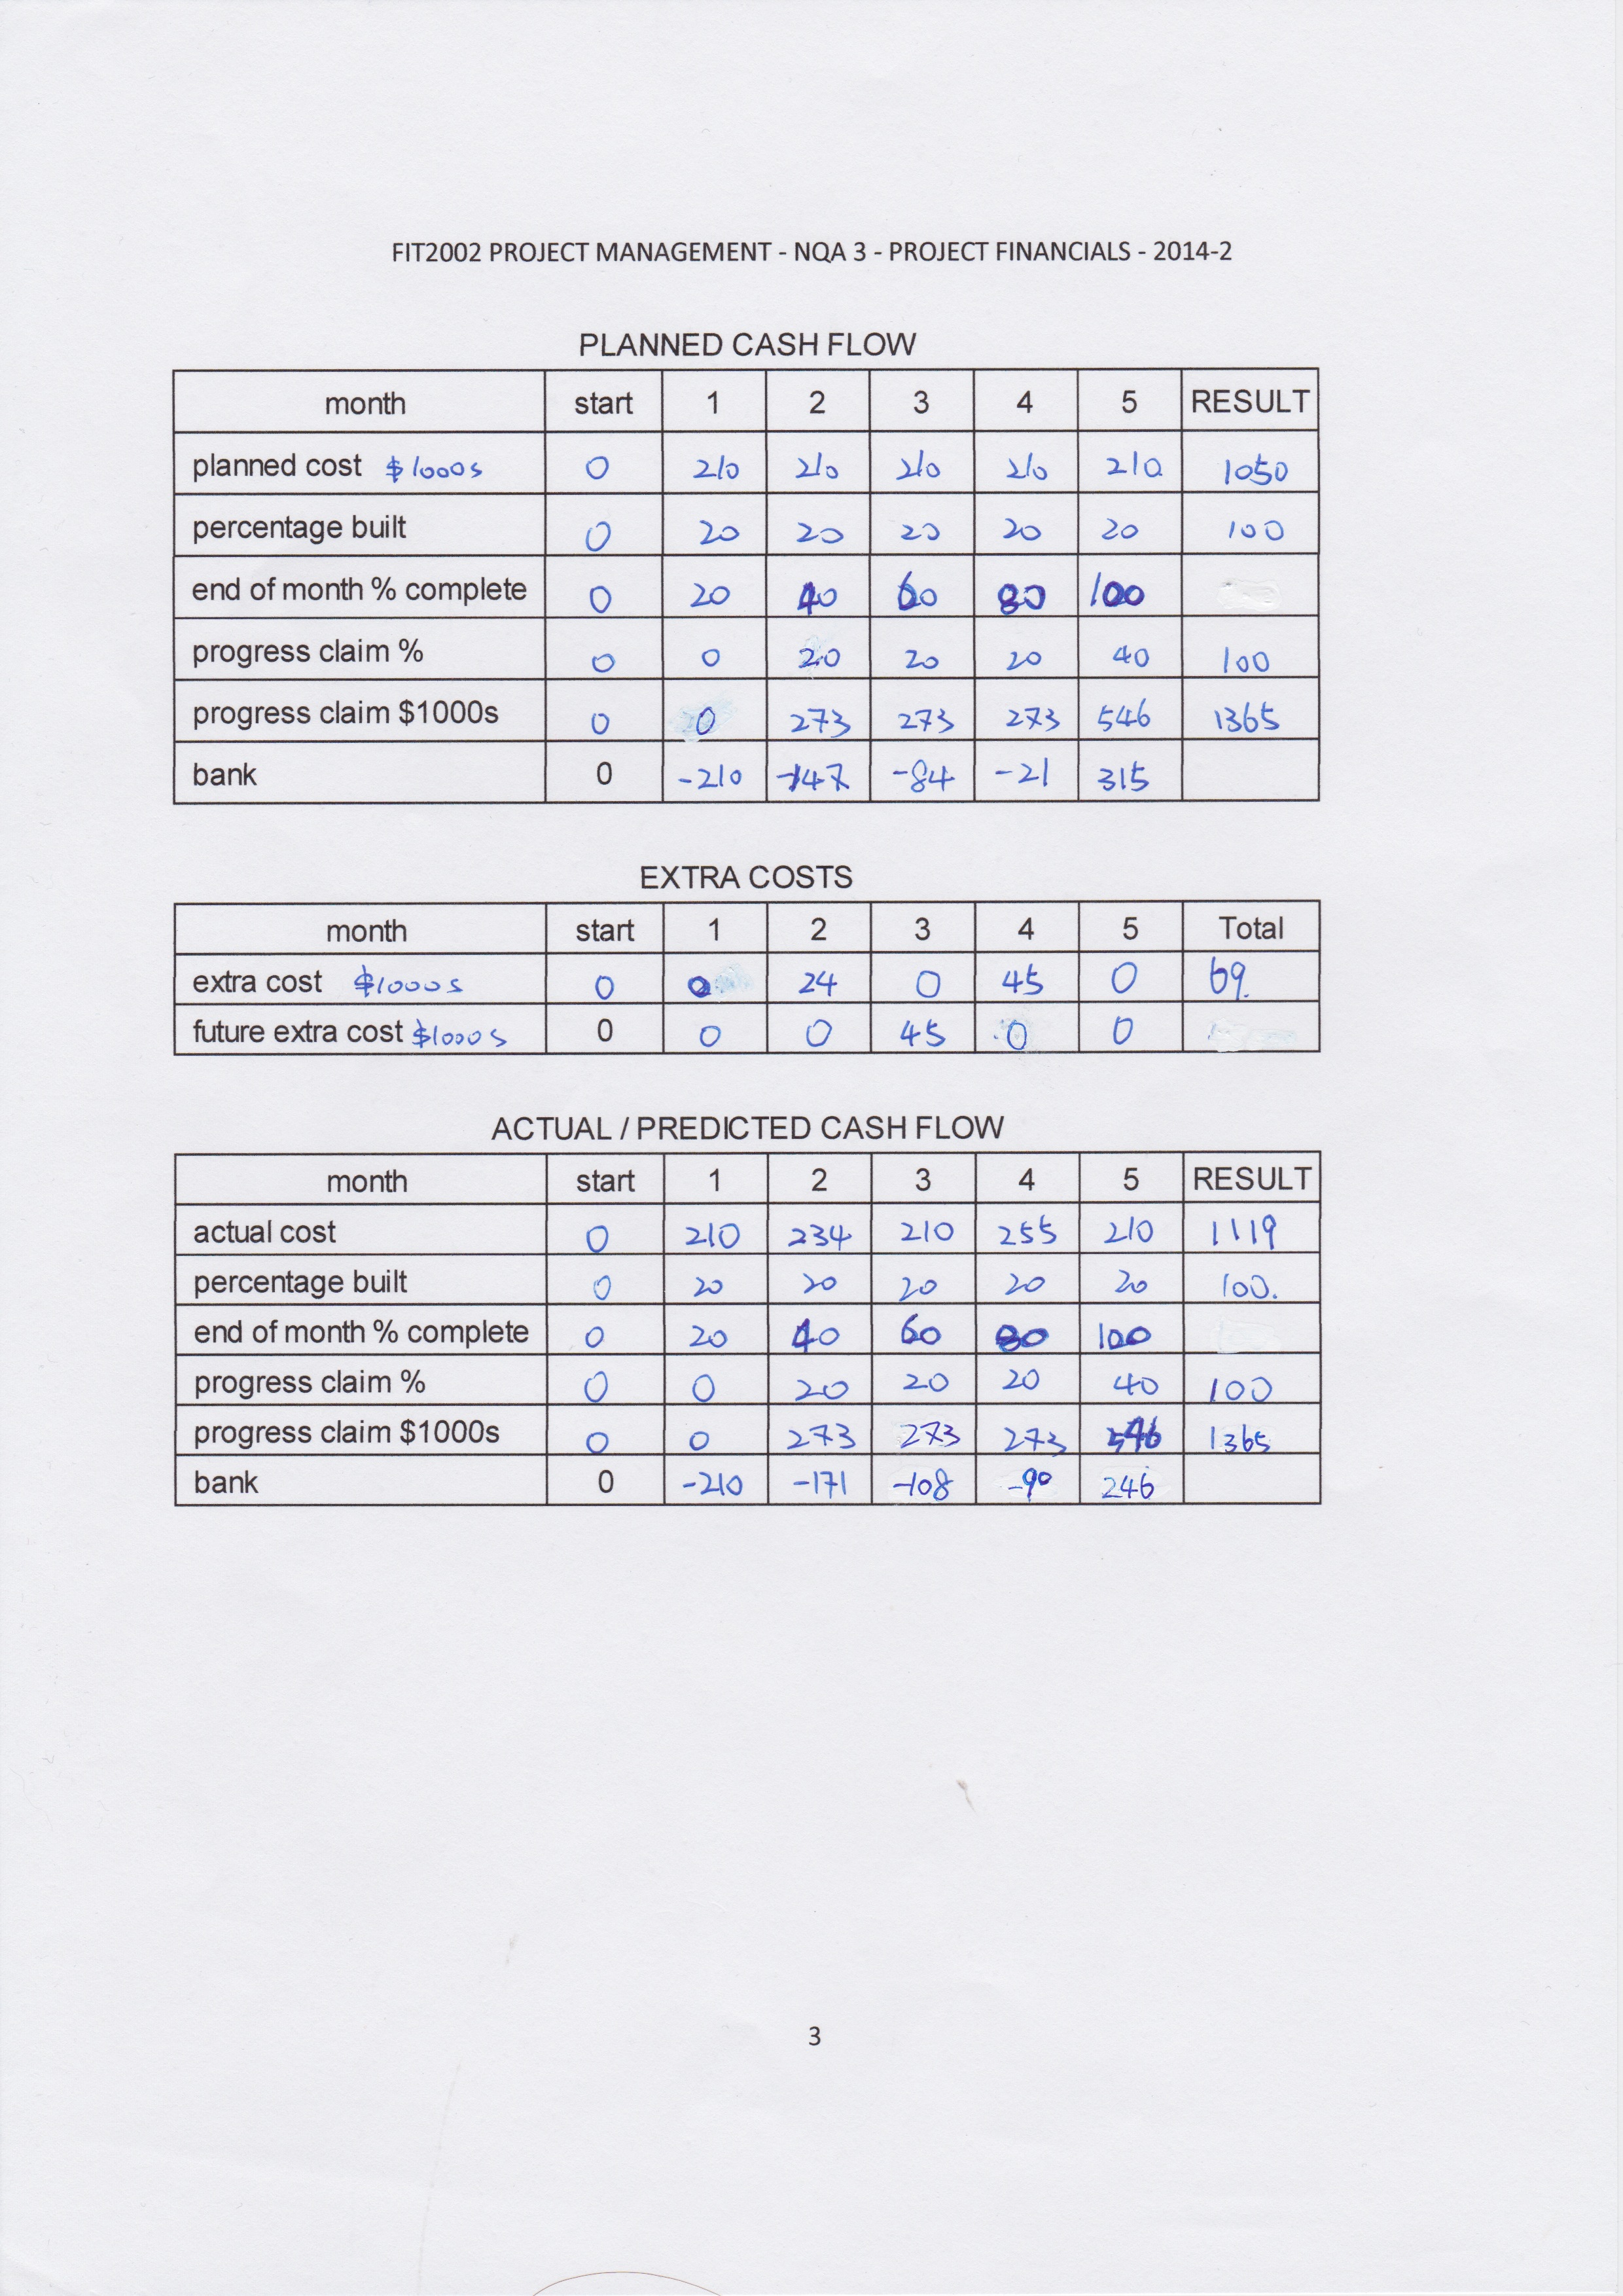 FIT2002 PROJECT MANAGEMENT - NQA 3 - PROJECT FINANCIALS - 2014-2
PLANNED CASH FLOW
month start 1 2 3 4 5 RESULT
planned cost $1000s 0 210 210 210 210 210 1050
percentage built 0 20 20 20 20 20 100
end of month % complete 0 20 40 60 80 100
progress claim % 0 0 20 20 20 40 100
progress claim $1000s 0 0 273 273 273 546 1365
bank 0 -210 -147 -84 -21 315
EXTRA COSTS
month start 1 2 3 4 5 Total
extra cost $1000s 0 0 24 0 45 0 69.
future extra cost $1000s 0 0 0 45 0 0
ACTUAL / PREDICTED CASH FLOW
month start 1 2 3 4 5 RESULT
actual cost 0 210 234 210 255 210 1119
percentage built 0 20 20 20 20 20 100.
end of month % complete 0 20 40 60 80 100
progress claim % 0 0 20 20 20 40 100
progress claim $1000s 0 0 273 273 273 546 1365
bank 0 -210 -171 -108 -90 246
3